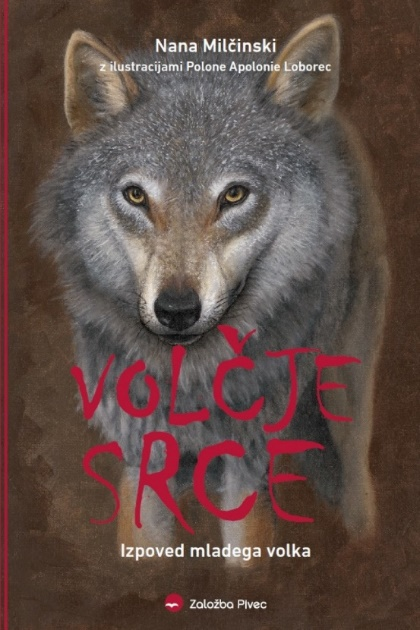 Nana Milčinski
z ilustracijami Polone Apolonie Loborec
VOLČJE
SRCE
Izpoved mladega volka
Založba Pivec